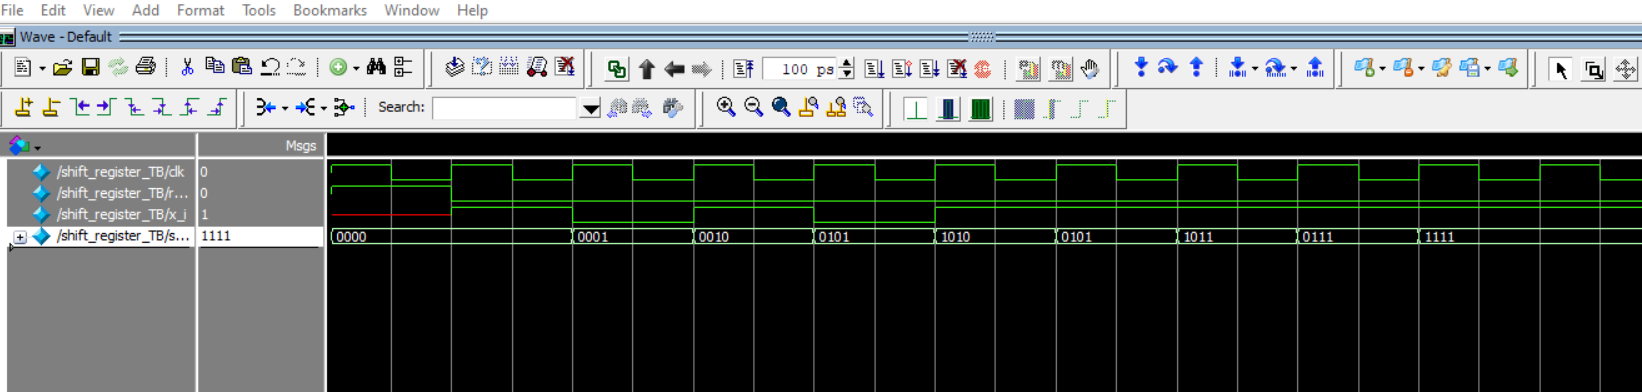 File Edit View Add Format Tools Bookmarks Window Help
Wave - Default
100 ps
Search:
Msgs
/shift_register_TB/clk 0
/shift_register_TB/r... 0
/shift_register_TB/x_i 1
/shift_register_TB/s... 1111 0000 0001 0010 0101 1010 0101 1011 0111 1111